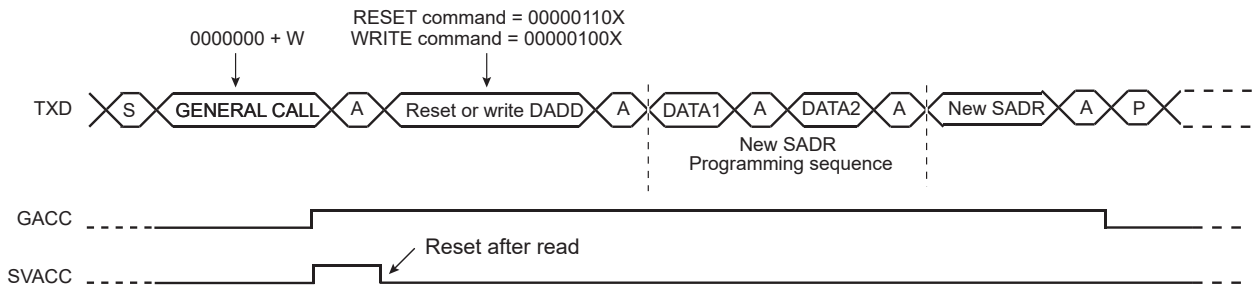 RESET command = 00000110X
0000000 + W
WRITE command = 00000100X
TXD S GENERAL CALL A Reset or write DADD A DATA1 A DATA2 A New SADR A P
New SADR
Programming sequence
GACC
Reset after read
SVACC